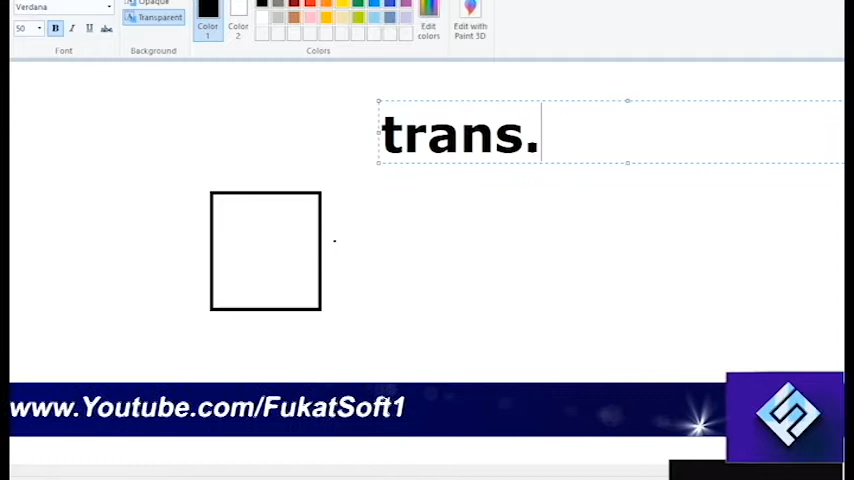 Verdana
Opaque
50 B I U abc
Transparent
Color 1
Color 2
Edit colors
Edit with Paint 3D
Font
Background
Colors
trans.
www.Youtube.com/FukatSoft1